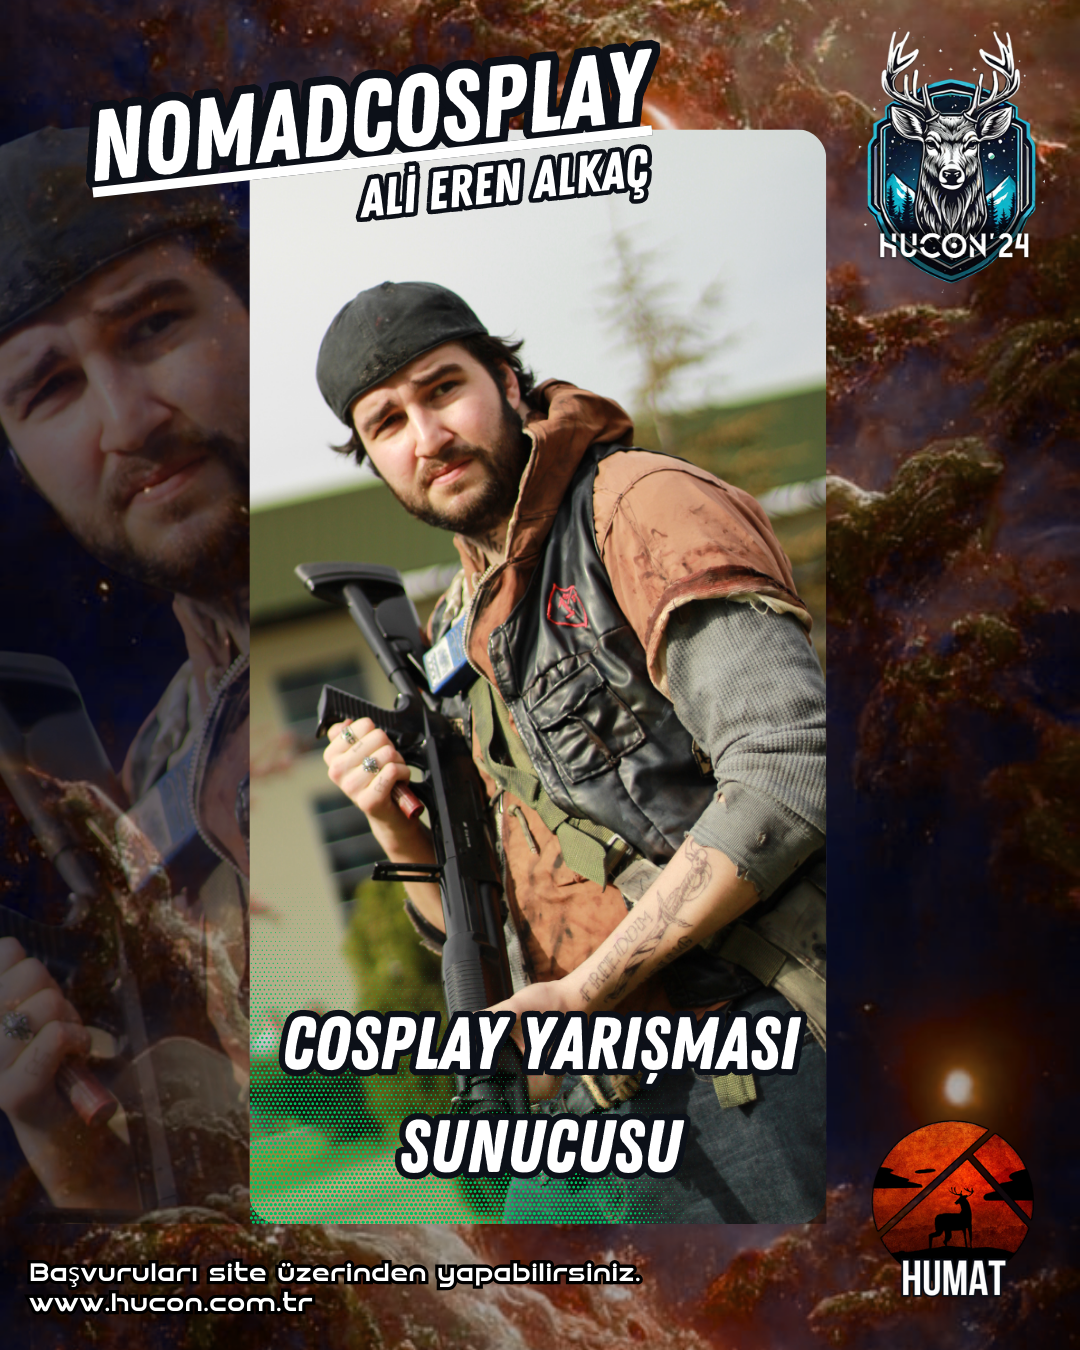 NOMADCOSPLAY
ALİ EREN ALKAÇ
HUCON'24
COSPLAY YARIŞMASI
SUNUCUSU
HUMAT
Başvuruları site üzerinden yapabilirsiniz.
www.hucon.com.tr